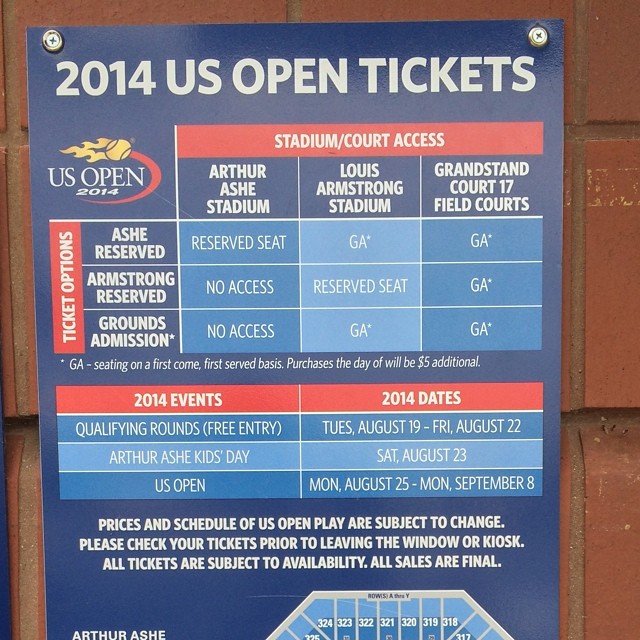 2014 US OPEN TICKETS
US OPEN
2014
STADIUM/COURT ACCESS
ARTHUR
ASHE
STADIUM
LOUIS
ARMSTRONG
STADIUM
GRANDSTAND
COURT 17
FIELD COURTS
TICKET OPTIONS
ASHE
RESERVED
RESERVED SEAT
GA*
GA*
ARMSTRONG
RESERVED
NO ACCESS
RESERVED SEAT
GA*
GROUNDS
ADMISSION*
NO ACCESS
GA*
GA*
* GA – seating on a first come, first served basis. Purchases the day of will be $5 additional.
2014 EVENTS
2014 DATES
QUALIFYING ROUNDS (FREE ENTRY)
TUES, AUGUST 19 – FRI, AUGUST 22
ARTHUR ASHE KIDS' DAY
SAT, AUGUST 23
US OPEN
MON, AUGUST 25 - MON, SEPTEMBER 8
PRICES AND SCHEDULE OF US OPEN PLAY ARE SUBJECT TO CHANGE.
PLEASE CHECK YOUR TICKETS PRIOR TO LEAVING THE WINDOW OR KIOSK.
ALL TICKETS ARE SUBJECT TO AVAILABILITY. ALL SALES ARE FINAL.
ROW(S) A thru Y
324 323 322 321 320 319 318
325
317
ARTHUR ASHE